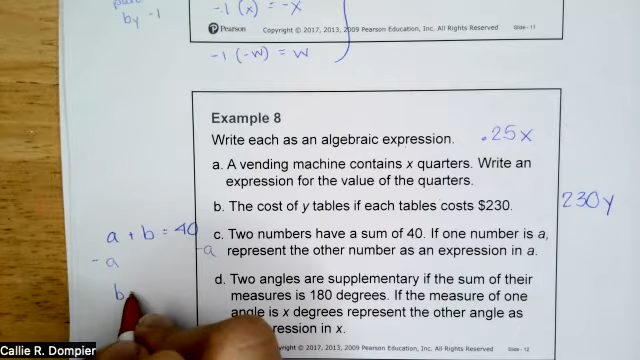 by -1
-1 (x) = -x
Pearson Copyright © 2017, 2013, 2009 Pearson Education, Inc. All Rights Reserved Slide - 11
-1 (-w) = w
Example 8
Write each as an algebraic expression.
.25x
a. A vending machine contains x quarters. Write an
expression for the value of the quarters.
b. The cost of y tables if each tables costs $230.
230y
c. Two numbers have a sum of 40. If one number is a,
represent the other number as an expression in a.
a + b = 40
- a - a
b
d. Two angles are supplementary if the sum of their
measures is 180 degrees. If the measure of one
angle is x degrees represent the other angle as
ression in x.
ht © 2017, 2013, 2009 Pearson Education, Inc. All Rights Reserved Slide - 12
Callie R. Dompier